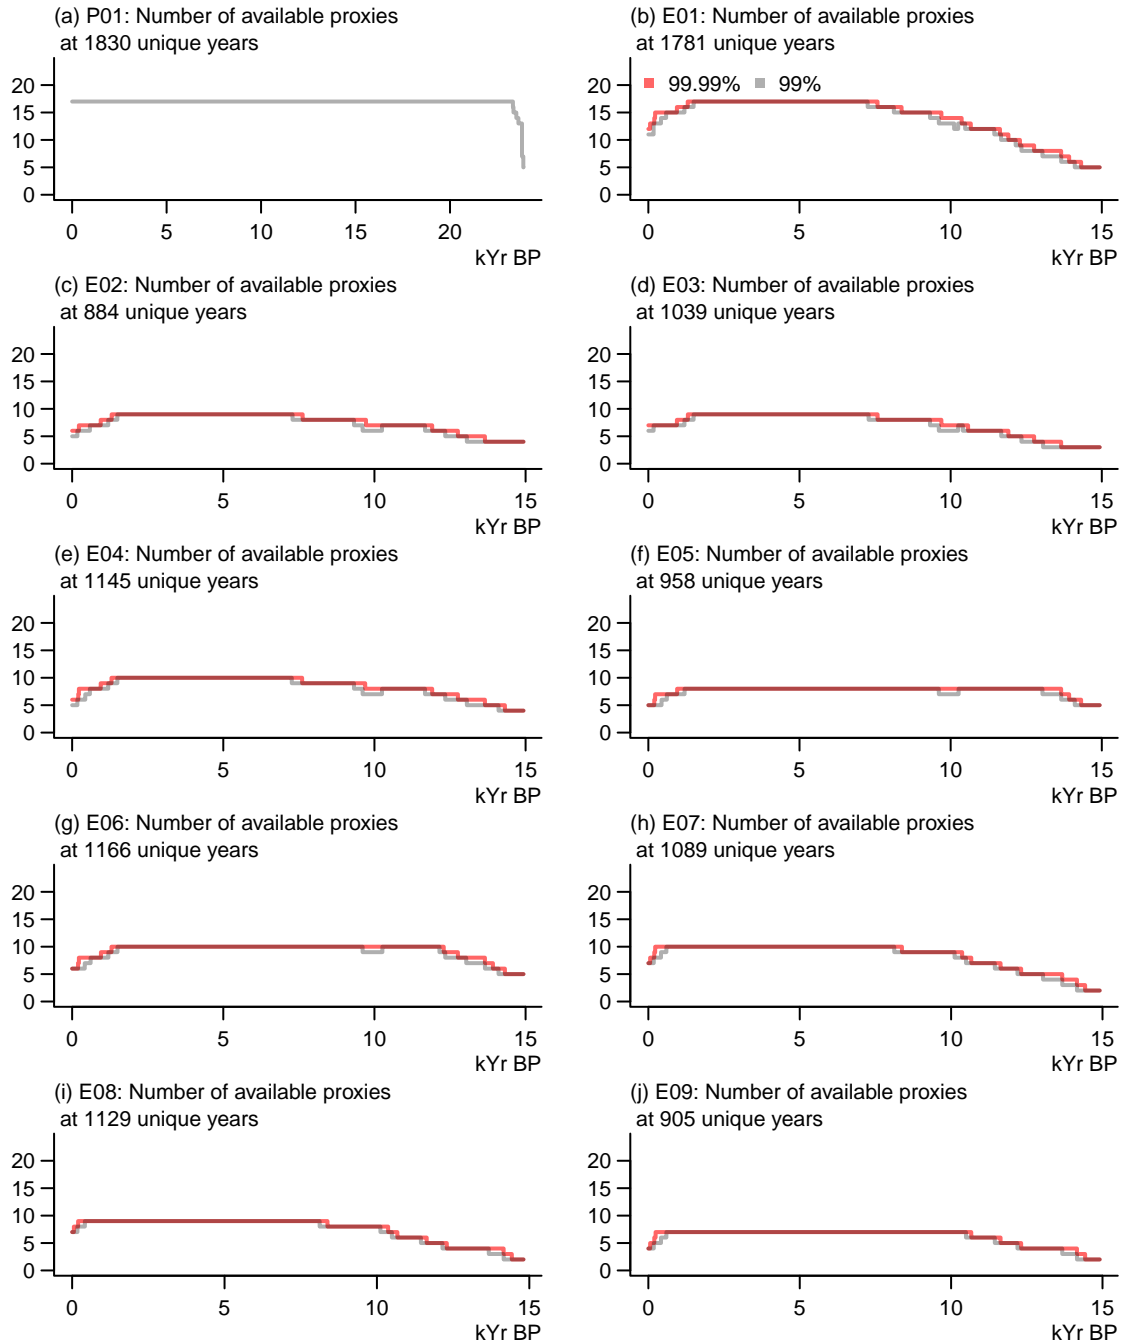 (a) P01: Number of available proxies
at 1830 unique years
20
15
10
5
0
0 5 10 15 20
kYr BP
(b) E01: Number of available proxies
at 1781 unique years
99.99% 99%
20
15
10
5
0
0 5 10 15
kYr BP
(c) E02: Number of available proxies
at 884 unique years
20
15
10
5
0
0 5 10 15
kYr BP
(d) E03: Number of available proxies
at 1039 unique years
20
15
10
5
0
0 5 10 15
kYr BP
(e) E04: Number of available proxies
at 1145 unique years
20
15
10
5
0
0 5 10 15
kYr BP
(f) E05: Number of available proxies
at 958 unique years
20
15
10
5
0
0 5 10 15
kYr BP
(g) E06: Number of available proxies
at 1166 unique years
20
15
10
5
0
0 5 10 15
kYr BP
(h) E07: Number of available proxies
at 1089 unique years
20
15
10
5
0
0 5 10 15
kYr BP
(i) E08: Number of available proxies
at 1129 unique years
20
15
10
5
0
0 5 10 15
kYr BP
(j) E09: Number of available proxies
at 905 unique years
20
15
10
5
0
0 5 10 15
kYr BP